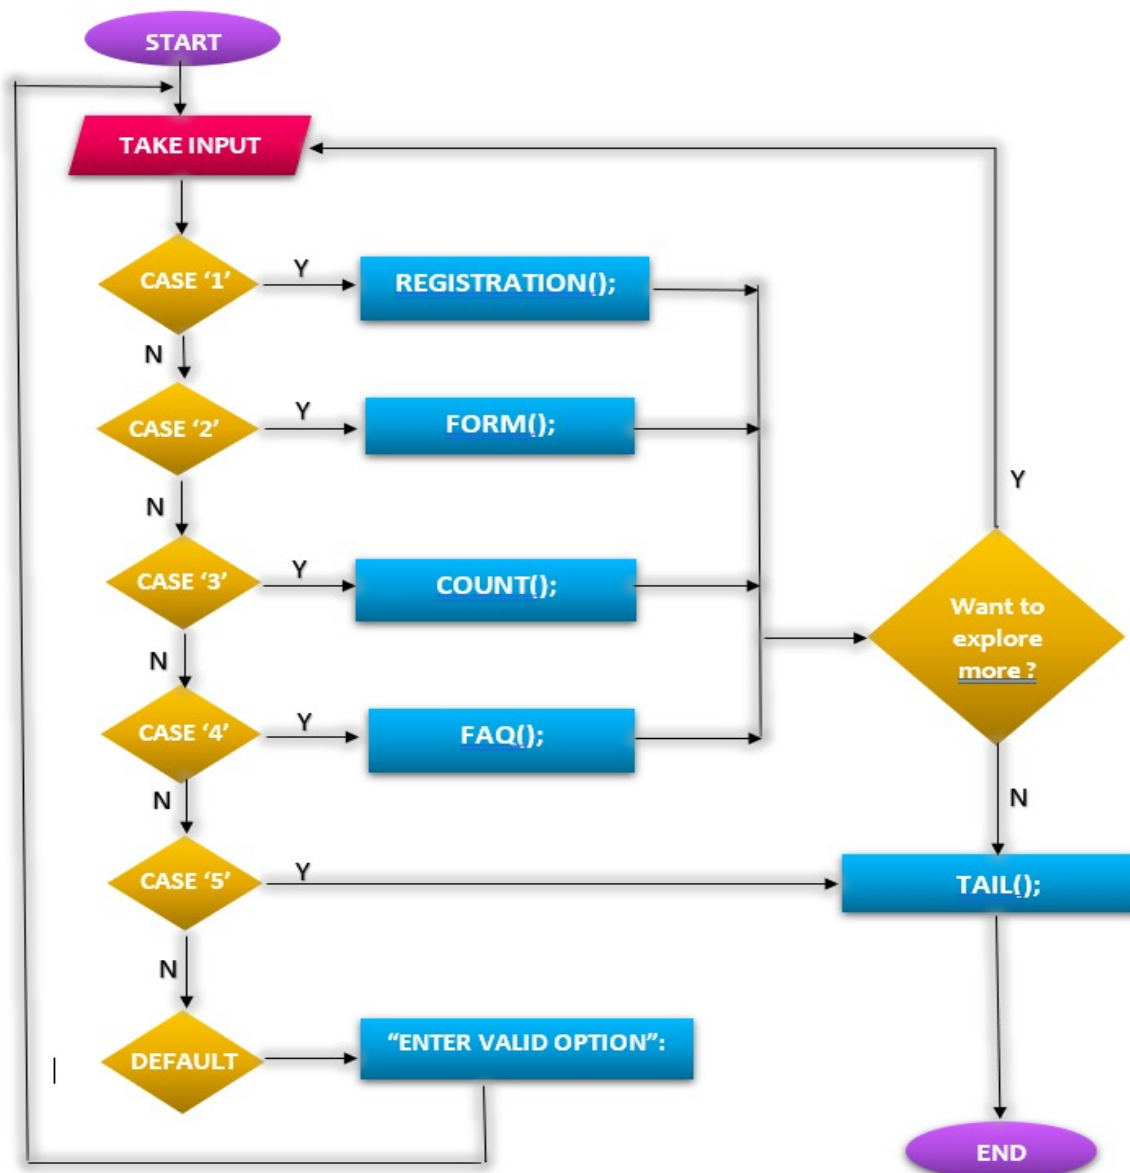 START
TAKE INPUT
CASE ‘1’
Y
REGISTRATION();
N
CASE ‘2’
Y
FORM();
N
CASE ‘3’
Y
COUNT();
N
CASE ‘4’
Y
FAQ();
N
CASE ‘5’
Y
N
DEFAULT
“ENTER VALID OPTION”:
Y
Want to
explore
more ?
N
TAIL();
END